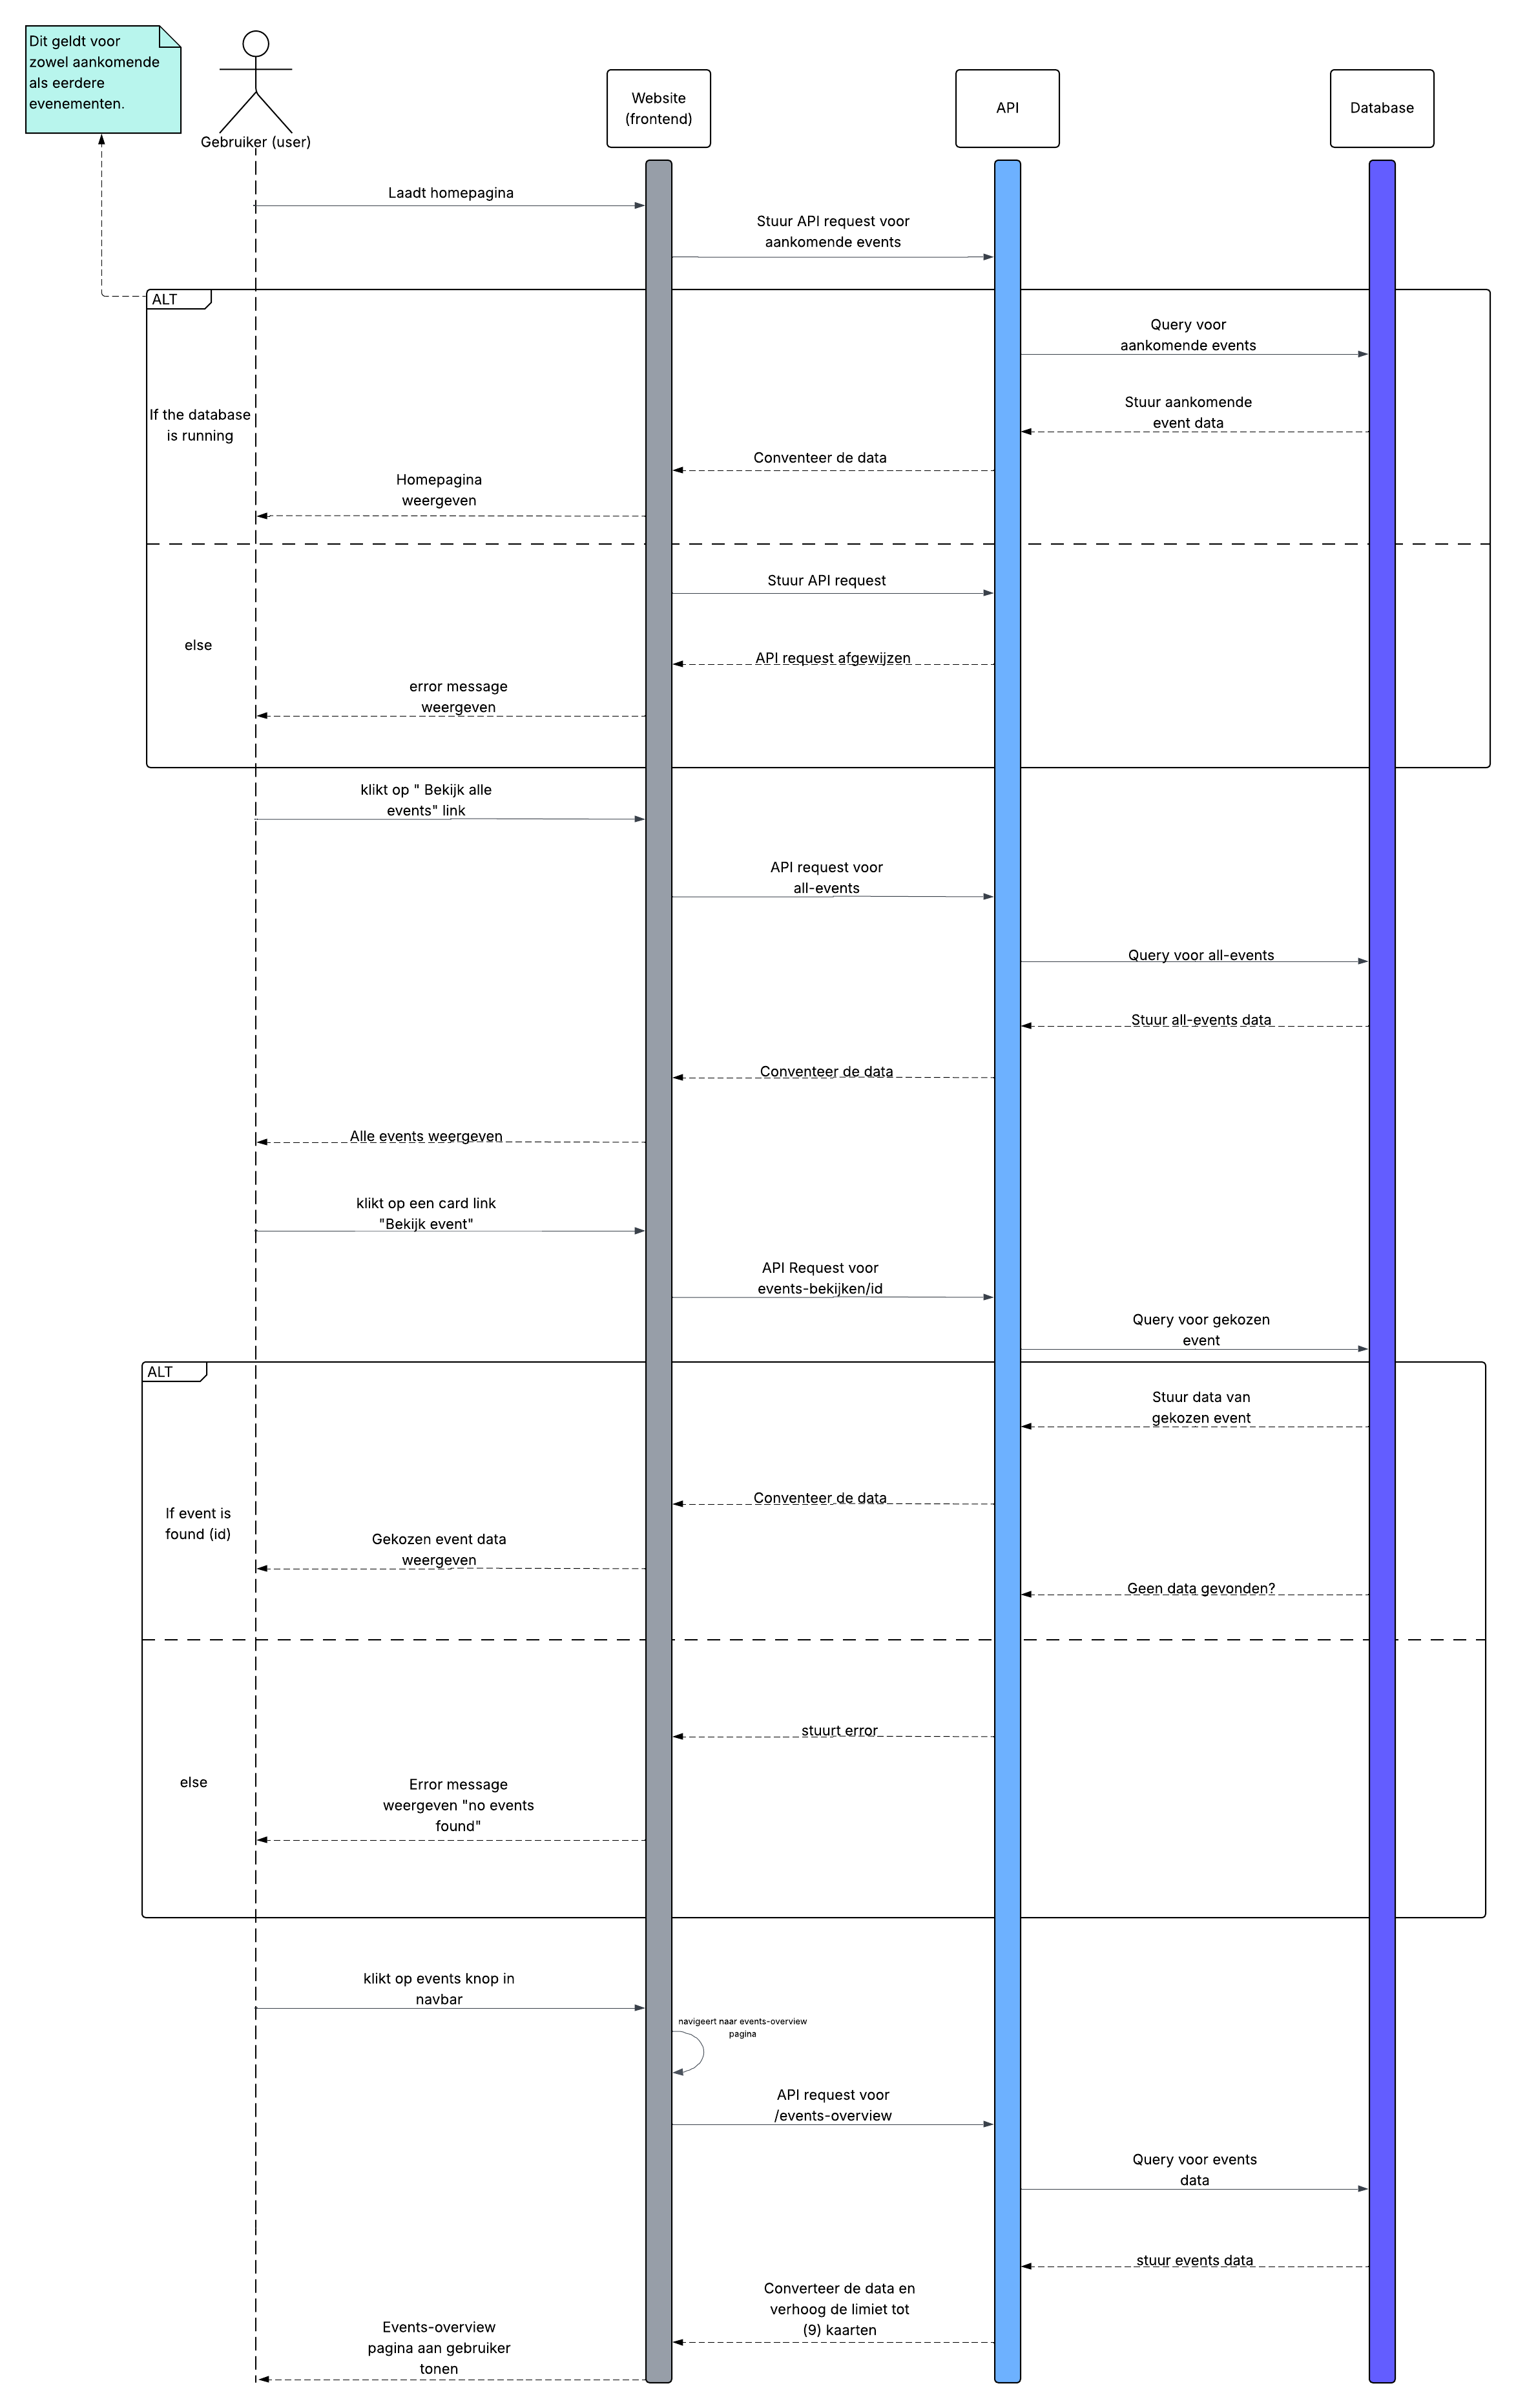 Dit geldt voor
zowel aankomende
als eerdere
evenementen.
Gebruiker (user)
Website
(frontend)
API
Database
Laadt homepagina
Stuur API request voor
aankomende events
ALT
Query voor
aankomende events
If the database
is running
Stuur aankomende
event data
Conventeer de data
Homepagina
weergeven
Stuur API request
else
API request afgewijzen
error message
weergeven
klikt op " Bekijk alle
events" link
API request voor
all-events
Query voor all-events
Stuur all-events data
Conventeer de data
Alle events weergeven
klikt op een card link
"Bekijk event"
API Request voor
events-bekijken/id
Query voor gekozen
event
ALT
Stuur data van
gekozen event
Conventeer de data
If event is
found (id)
Gekozen event data
weergeven
Geen data gevonden?
stuurt error
else
Error message
weergeven "no events
found"
klikt op events knop in
navbar
navigeert naar events-overview
pagina
API request voor
/events-overview
Query voor events
data
stuur events data
Converteer de data en
verhoog de limiet tot
(9) kaarten
Events-overview
pagina aan gebruiker
tonen